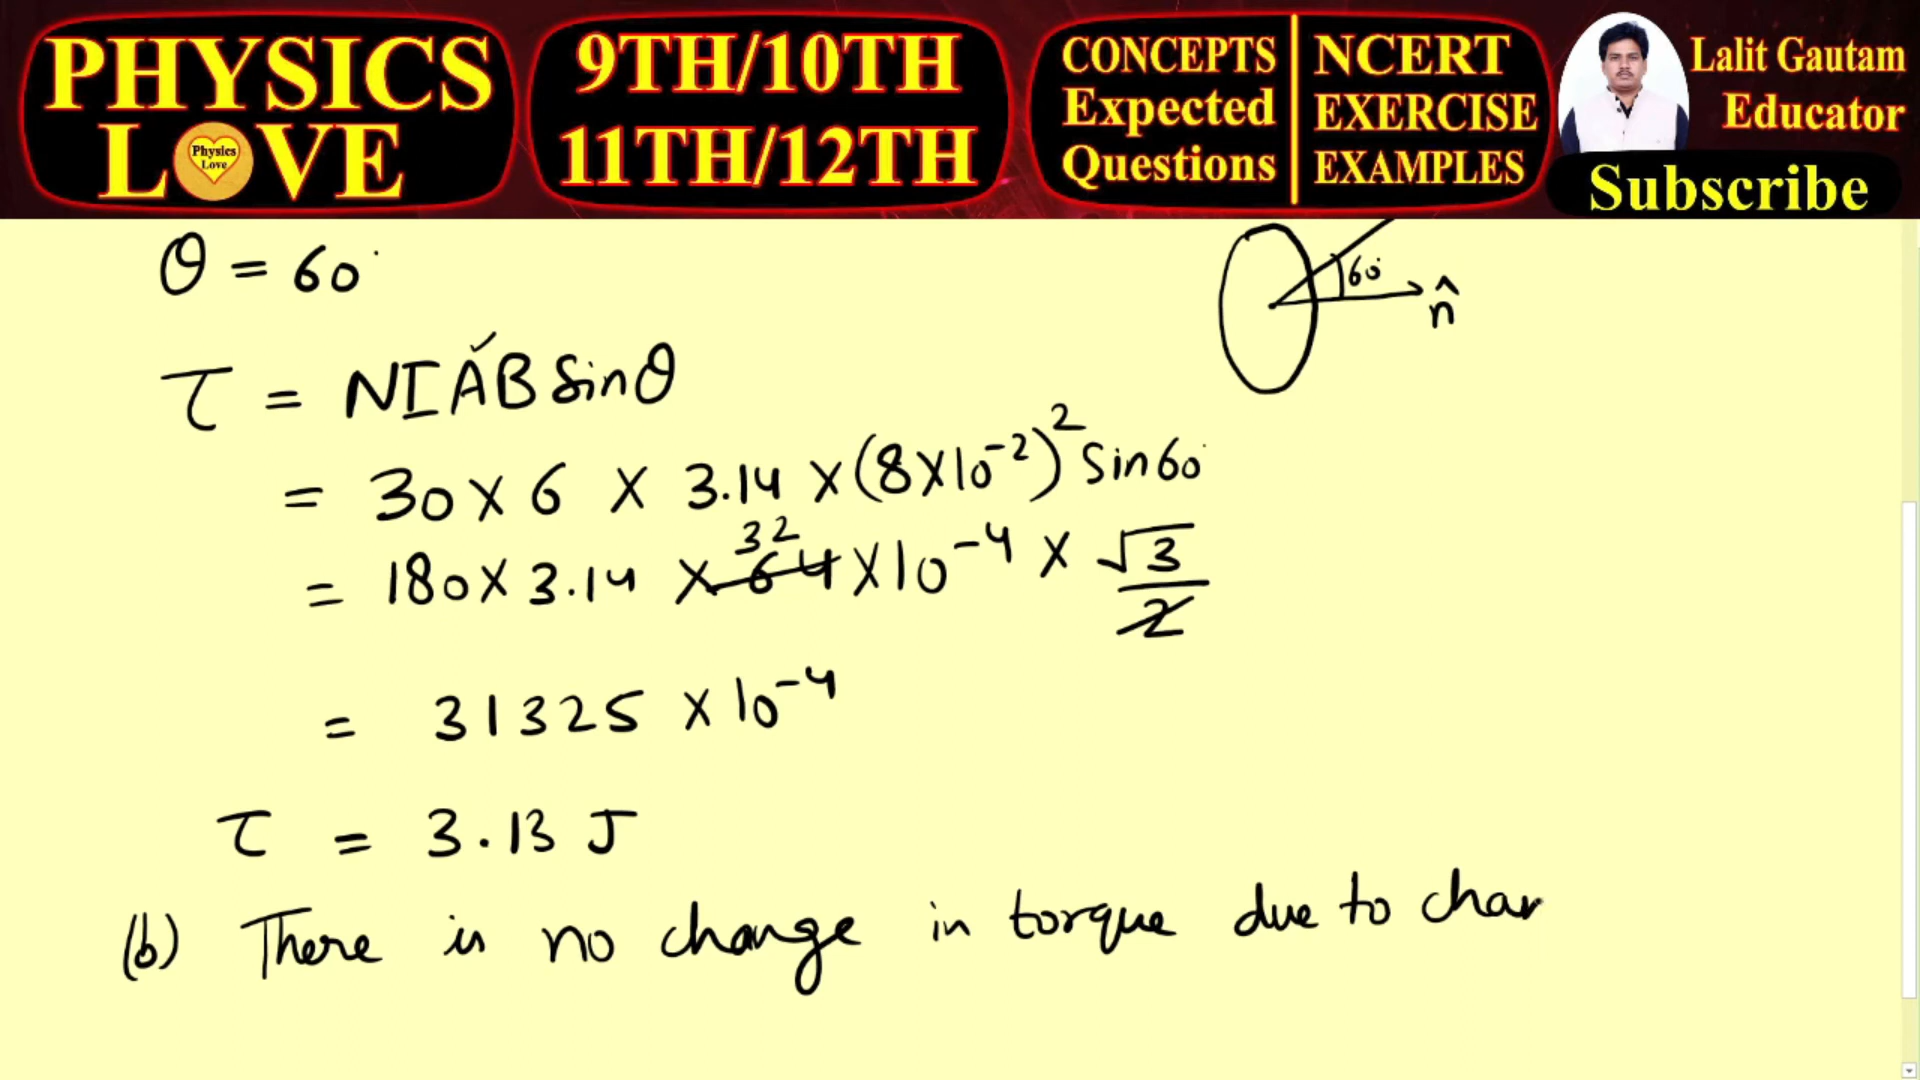 PHYSICS
LOVE
Physics
Love
9TH/10TH
11TH/12TH
CONCEPTS
Expected
Questions
NCERT
EXERCISE
EXAMPLES
Lalit Gautam
Educator
Subscribe
θ = 60°
60°
n̂
τ = NIAB Sinθ
= 30 × 6 × 3.14 × (8×10⁻²)² Sin60°
32
= 180 × 3.14 × 64 × 10⁻⁴ × √3/2
= 31325 × 10⁻⁴
τ = 3.13 J
(b) There is no change in torque due to char